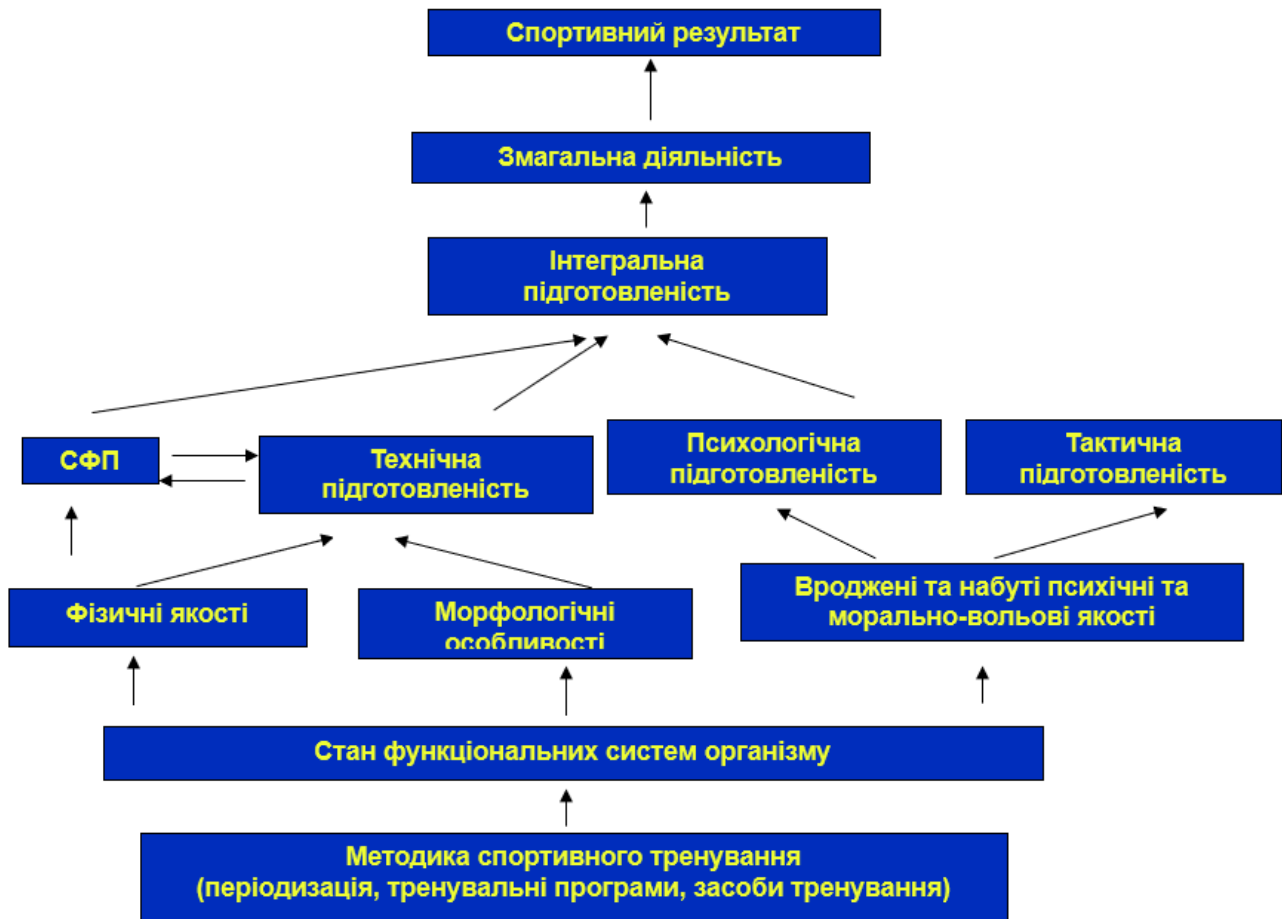 Спортивний результат
Змагальна діяльність
Інтегральна
підготовленість
СФП
Технічна
підготовленість
Психологічна
підготовленість
Тактична
підготовленість
Фізичні якості
Морфологічні
особливості
Вроджені та набуті психічні та
морально-вольові якості
Стан функціональних систем організму
Методика спортивного тренування
(періодизація, тренувальні програми, засоби тренування)